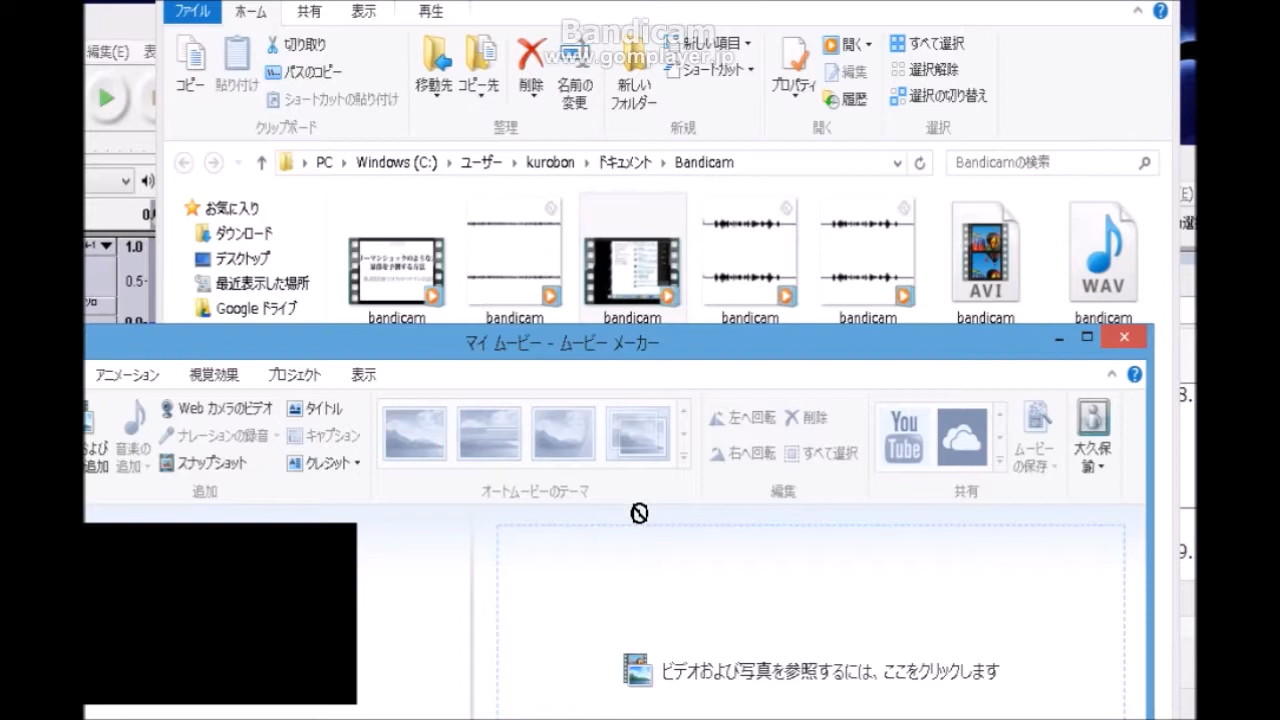 ファイル ホーム 共有 表示 再生
Bandicam
www.gomplayer.jp
編集(E) 表
コピー 貼り付け
切り取り
パスのコピー
ショートカットの貼り付け
クリップボード
移動先 コピー先 削除 名前の変更
整理
新しいフォルダー
新しい項目
ショートカット
新規
プロパティ
開く
編集
履歴
開く
すべて選択
選択解除
選択の切り替え
選択
PC Windows (C:) ユーザー kurobon ドキュメント Bandicam
Bandicamの検索
お気に入り
ダウンロード
デスクトップ
最近表示した場所
Google ドライブ
1.0
0.5
0.0
AVI WAV
bandicam bandicam bandicam bandicam bandicam bandicam bandicam
マイ ムービー - ムービー メーカー
アニメーション 視覚効果 プロジェクト 表示
および
追加
音楽の
追加
Web カメラのビデオ
ナレーションの録音
スナップショット
タイトル
キャプション
クレジット
追加
オートムービーのテーマ
左へ回転 削除
右へ回転 すべて選択
編集
You
Tube
ムービー
の保存
共有
大久保
諭
ビデオおよび写真を参照するには、ここをクリックします